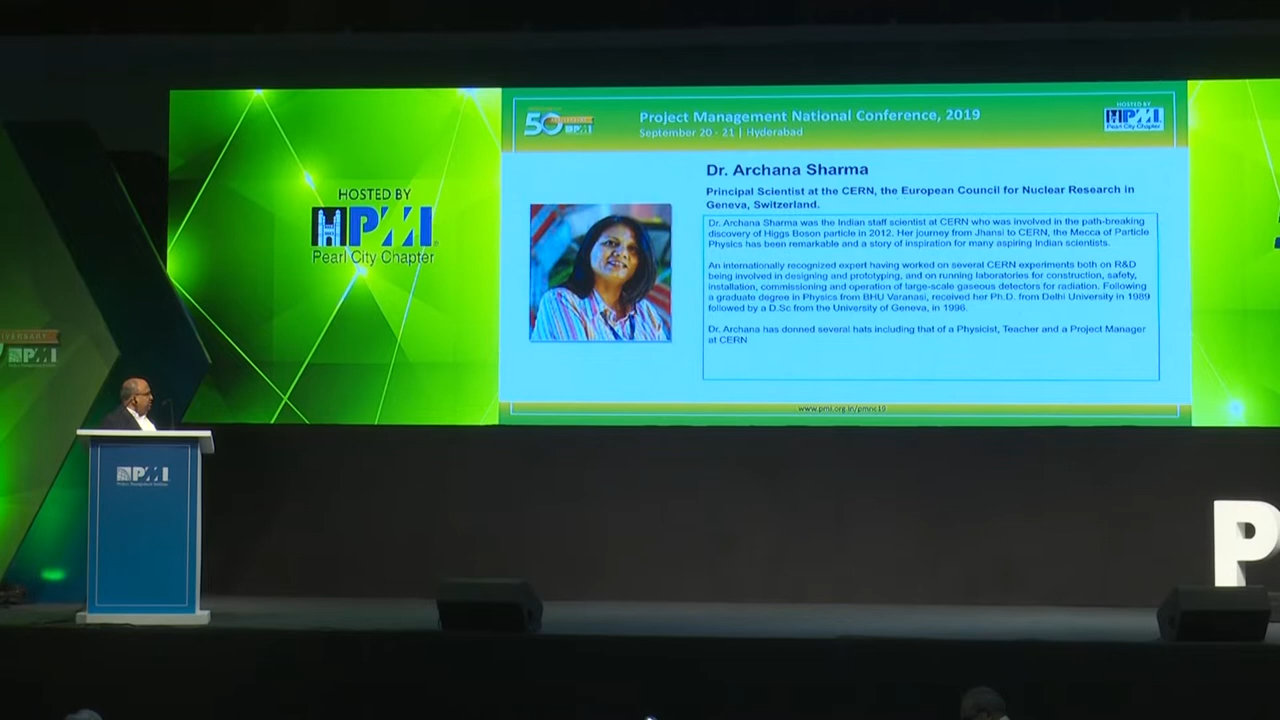 HOSTED BY
PMI
Pearl City Chapter
50
ANNIVERSARY
PMI
Project Management National Conference, 2019
September 20 - 21 | Hyderabad
HOSTED BY
PMI
Pearl City Chapter
Dr. Archana Sharma
Principal Scientist at the CERN, the European Council for Nuclear Research in
Geneva, Switzerland.
Dr. Archana Sharma was the Indian staff scientist at CERN who was involved in the path-breaking
discovery of Higgs Boson particle in 2012. Her journey from Jhansi to CERN, the Mecca of Particle
Physics has been remarkable and a story of inspiration for many aspiring Indian scientists.
An internationally recognized expert having worked on several CERN experiments both on R&D
being involved in designing and prototyping, and on running laboratories for construction, safety,
installation, commissioning and operation of large-scale gaseous detectors for radiation. Following
a graduate degree in Physics from BHU Varanasi, received her Ph.D. from Delhi University in 1989
followed by a D.Sc from the University of Geneva, in 1996.
Dr. Archana has donned several hats including that of a Physicist, Teacher and a Project Manager
at CERN
www.pmi.org.in/pmnc19
VERSARY
PMI
PMI
Project Management Institute
P